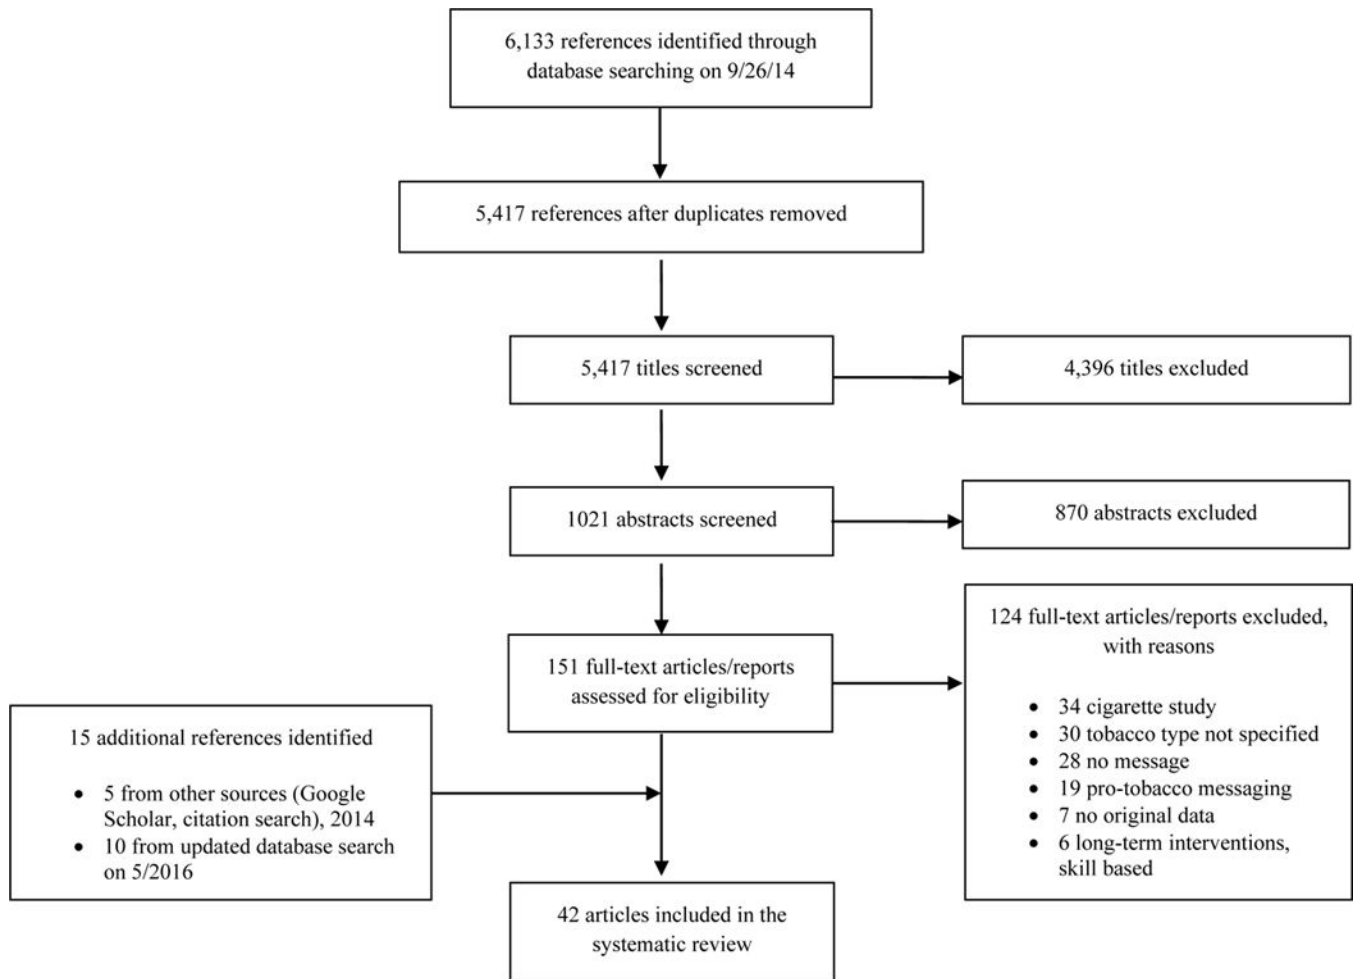 6,133 references identified through
database searching on 9/26/14
5,417 references after duplicates removed
5,417 titles screened
4,396 titles excluded
1021 abstracts screened
870 abstracts excluded
151 full-text articles/reports
assessed for eligibility
124 full-text articles/reports excluded,
with reasons
• 34 cigarette study
• 30 tobacco type not specified
• 28 no message
• 19 pro-tobacco messaging
• 7 no original data
• 6 long-term interventions,
skill based
15 additional references identified
• 5 from other sources (Google
Scholar, citation search), 2014
• 10 from updated database search
on 5/2016
42 articles included in the
systematic review